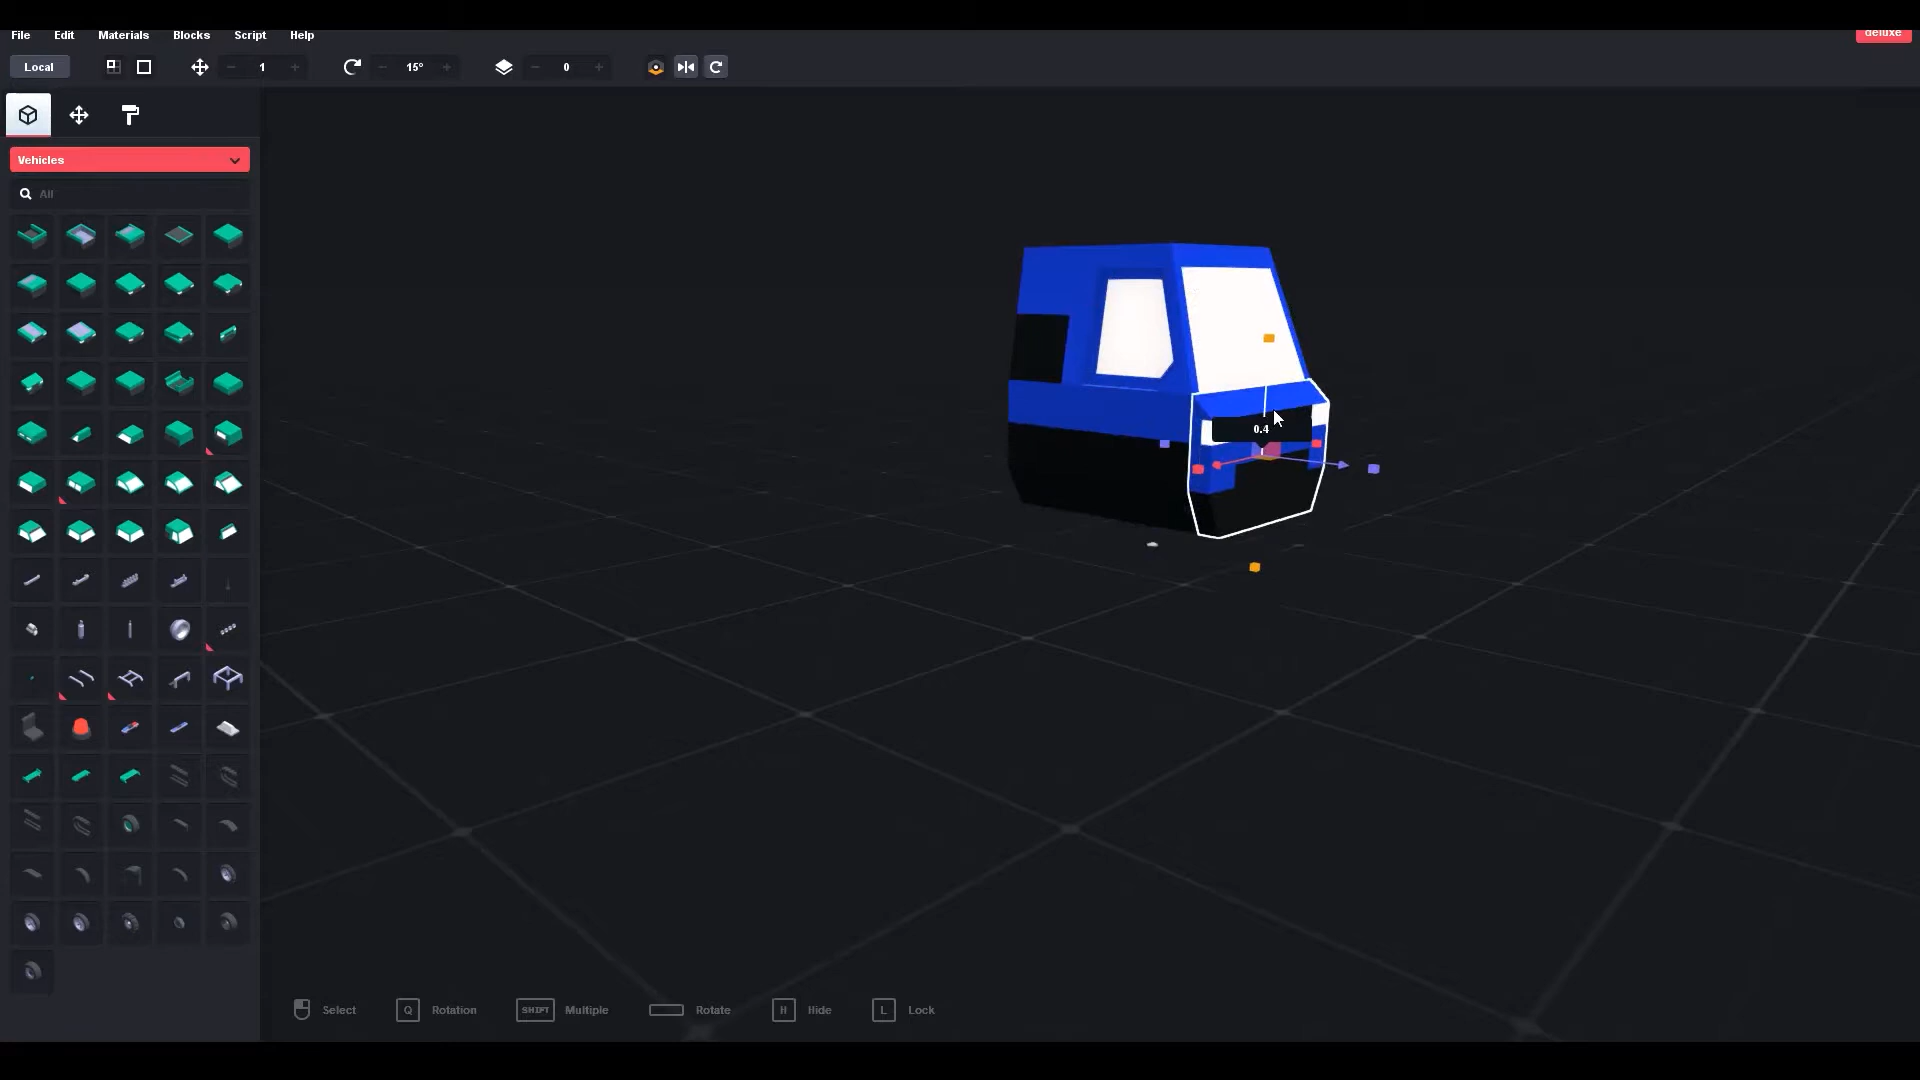 File Edit Materials Blocks Script Help
deluxe
Local 1 15° 0
Vehicles
All
0.4
Select Q Rotation SHIFT Multiple Rotate H Hide L Lock